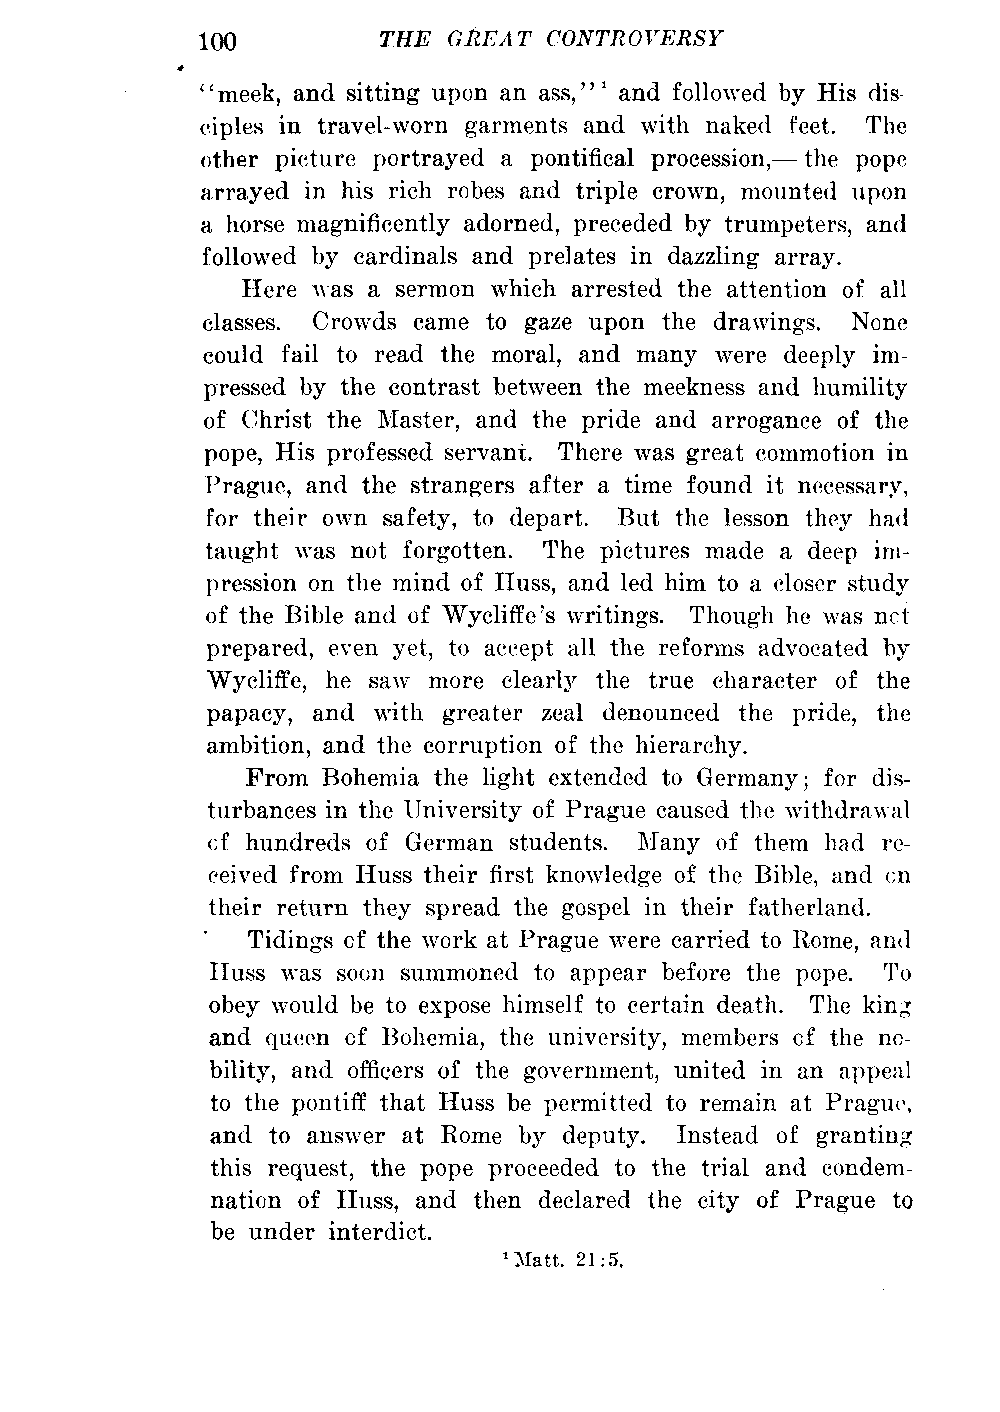 100 THE GREAT CONTROVERSY
“meek, and sitting upon an ass,”¹ and followed by His dis-
ciples in travel-worn garments and with naked feet. The
other picture portrayed a pontifical procession,— the pope
arrayed in his rich robes and triple crown, mounted upon
a horse magnificently adorned, preceded by trumpeters, and
followed by cardinals and prelates in dazzling array.
Here was a sermon which arrested the attention of all
classes. Crowds came to gaze upon the drawings. None
could fail to read the moral, and many were deeply im-
pressed by the contrast between the meekness and humility
of Christ the Master, and the pride and arrogance of the
pope, His professed servant. There was great commotion in
Prague, and the strangers after a time found it necessary,
for their own safety, to depart. But the lesson they had
taught was not forgotten. The pictures made a deep im-
pression on the mind of Huss, and led him to a closer study
of the Bible and of Wycliffe's writings. Though he was not
prepared, even yet, to accept all the reforms advocated by
Wycliffe, he saw more clearly the true character of the
papacy, and with greater zeal denounced the pride, the
ambition, and the corruption of the hierarchy.
From Bohemia the light extended to Germany; for dis-
turbances in the University of Prague caused the withdrawal
of hundreds of German students. Many of them had re-
ceived from Huss their first knowledge of the Bible, and on
their return they spread the gospel in their fatherland.
Tidings of the work at Prague were carried to Rome, and
Huss was soon summoned to appear before the pope. To
obey would be to expose himself to certain death. The king
and queen of Bohemia, the university, members of the no-
bility, and officers of the government, united in an appeal
to the pontiff that Huss be permitted to remain at Prague,
and to answer at Rome by deputy. Instead of granting
this request, the pope proceeded to the trial and condem-
nation of Huss, and then declared the city of Prague to
be under interdict.
¹ Matt. 21:5.